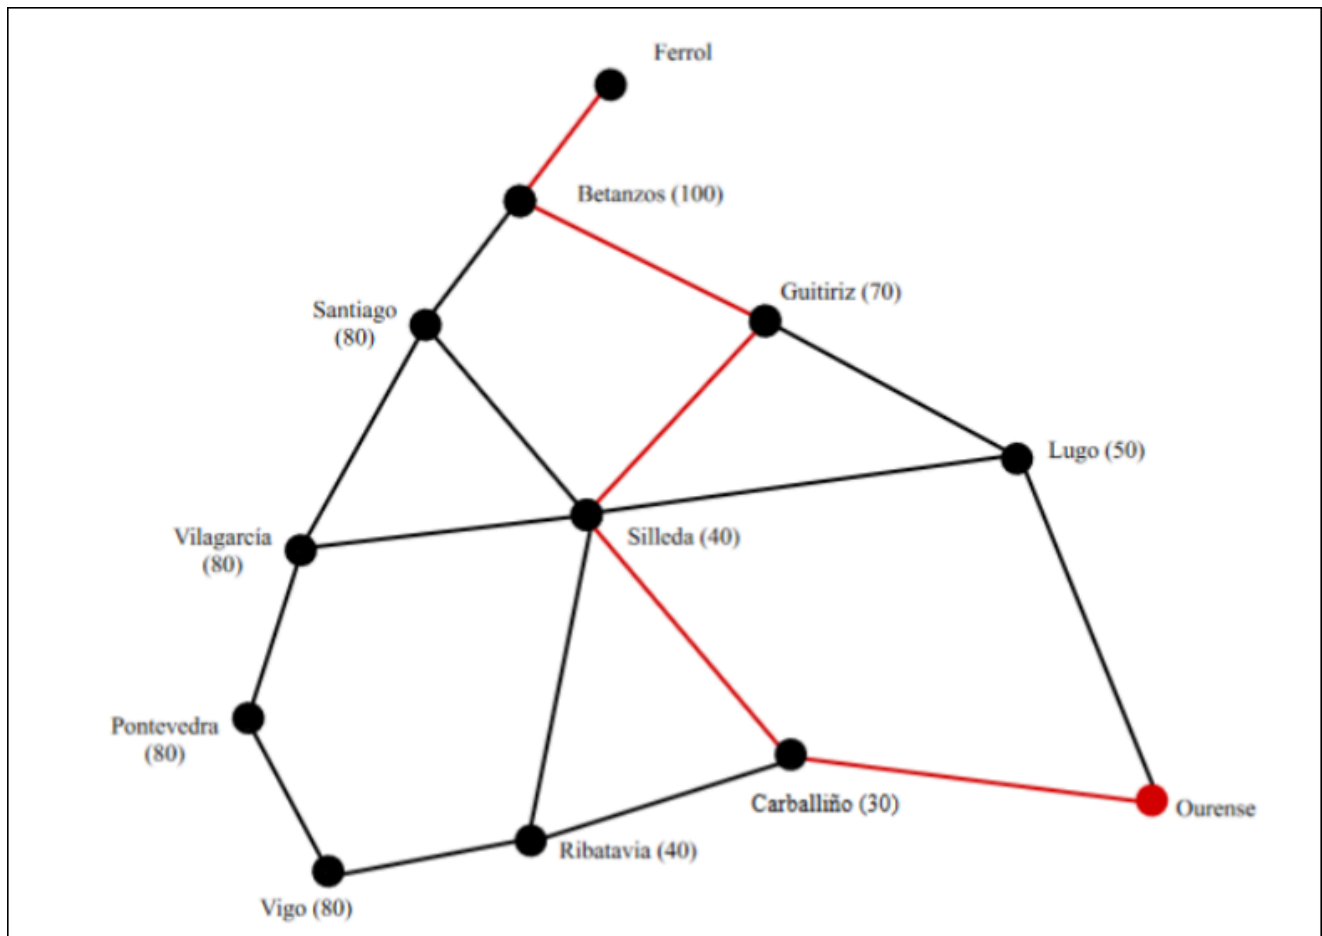 Ferrol
Betanzos (100)
Guitiriz (70)
Santiago
(80)
Lugo (50)
Silleda (40)
Vilagarcía
(80)
Pontevedra
(80)
Carballiño (30)
Ourense
Ribatavia (40)
Vigo (80)